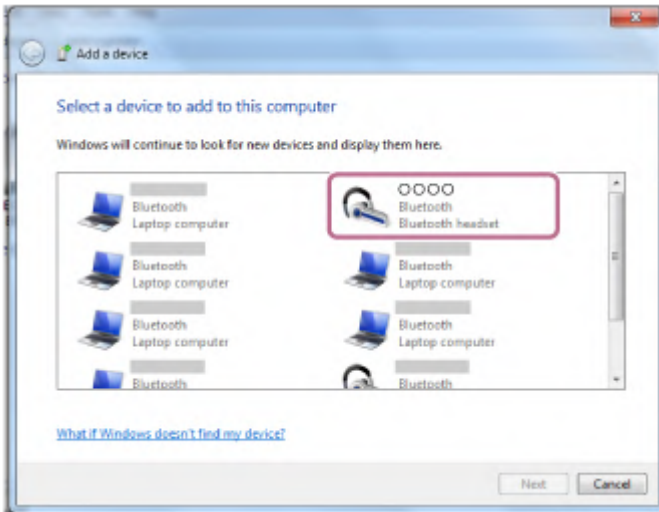 Add a device
Select a device to add to this computer
Windows will continue to look for new devices and display them here.
Bluetooth
Laptop computer
OOOO
Bluetooth
Bluetooth headset
Bluetooth
Laptop computer
Bluetooth
Laptop computer
Bluetooth
Laptop computer
Bluetooth
Laptop computer
Bluetooth
Bluetooth
What if Windows doesn't find my device?
Next
Cancel